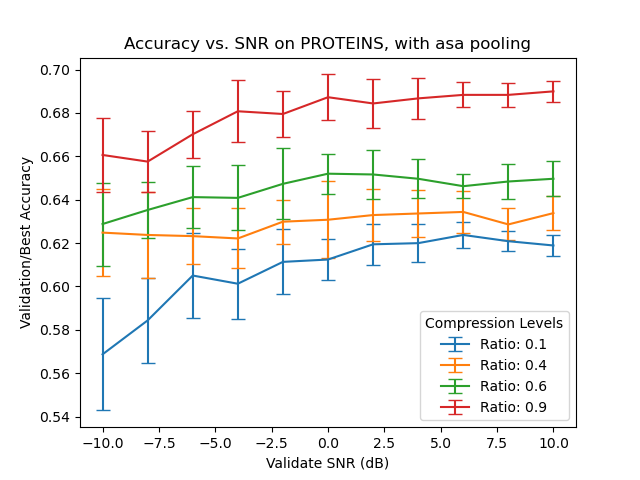 Accuracy vs. SNR on PROTEINS, with asa pooling
Validation/Best Accuracy
0.70
0.68
0.66
0.64
0.62
0.60
0.58
0.56
0.54
Compression Levels
Ratio: 0.1
Ratio: 0.4
Ratio: 0.6
Ratio: 0.9
−10.0 −7.5 −5.0 −2.5 0.0 2.5 5.0 7.5 10.0
Validate SNR (dB)